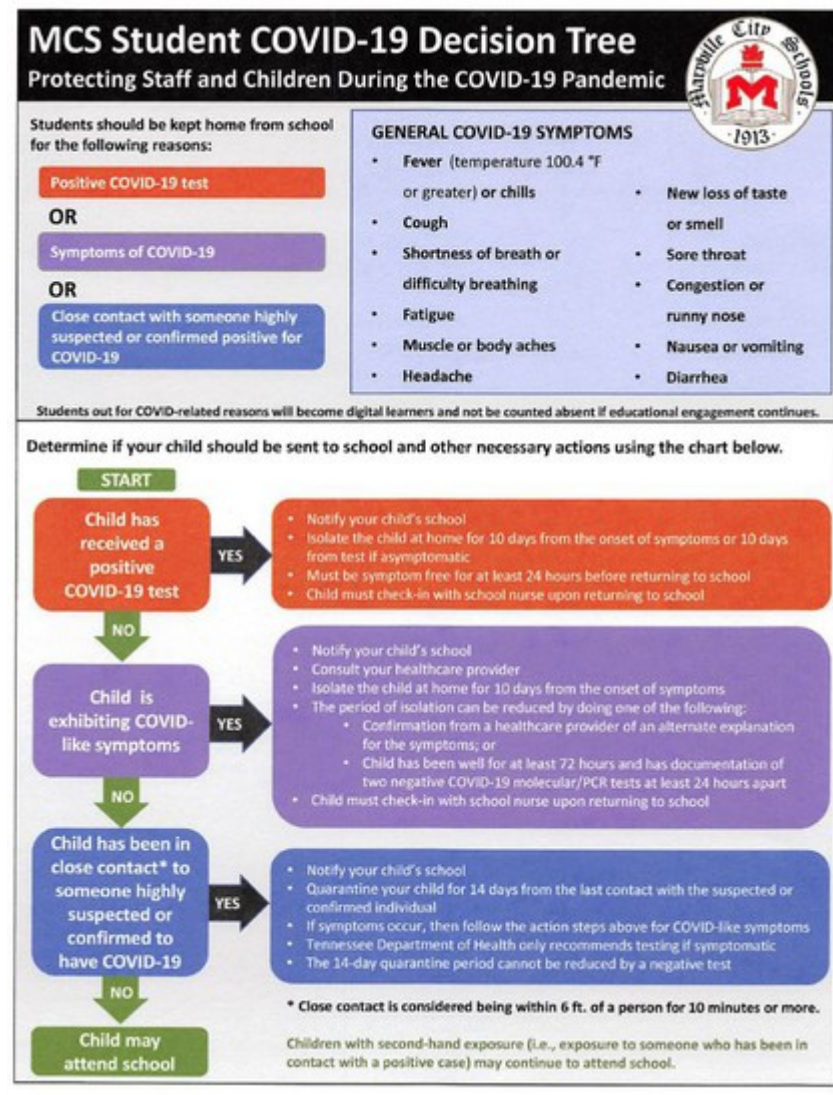 MCS Student COVID-19 Decision Tree
Protecting Staff and Children During the COVID-19 Pandemic
Maryville City Schools
M
·1913·
Students should be kept home from school
for the following reasons:
Positive COVID-19 test
OR
Symptoms of COVID-19
OR
Close contact with someone highly
suspected or confirmed positive for
COVID-19
GENERAL COVID-19 SYMPTOMS
• Fever (temperature 100.4 °F
or greater) or chills
• Cough
• Shortness of breath or
difficulty breathing
• Fatigue
• Muscle or body aches
• Headache
• New loss of taste
or smell
• Sore throat
• Congestion or
runny nose
• Nausea or vomiting
• Diarrhea
Students out for COVID-related reasons will become digital learners and not be counted absent if educational engagement continues.
Determine if your child should be sent to school and other necessary actions using the chart below.
START
Child has
received a
positive
COVID-19 test
YES
• Notify your child's school
• Isolate the child at home for 10 days from the onset of symptoms or 10 days
from test if asymptomatic
• Must be symptom free for at least 24 hours before returning to school
• Child must check-in with school nurse upon returning to school
NO
Child is
exhibiting COVID-
like symptoms
YES
• Notify your child's school
• Consult your healthcare provider
• Isolate the child at home for 10 days from the onset of symptoms
• The period of isolation can be reduced by doing one of the following:
• Confirmation from a healthcare provider of an alternate explanation
for the symptoms; or
• Child has been well for at least 72 hours and has documentation of
two negative COVID-19 molecular/PCR tests at least 24 hours apart
• Child must check-in with school nurse upon returning to school
NO
Child has been in
close contact* to
someone highly
suspected or
confirmed to
have COVID-19
YES
• Notify your child's school
• Quarantine your child for 14 days from the last contact with the suspected or
confirmed individual
• If symptoms occur, then follow the action steps above for COVID-like symptoms
• Tennessee Department of Health only recommends testing if symptomatic
• The 14-day quarantine period cannot be reduced by a negative test
NO
* Close contact is considered being within 6 ft. of a person for 10 minutes or more.
Child may
attend school
Children with second-hand exposure (i.e., exposure to someone who has been in
contact with a positive case) may continue to attend school.